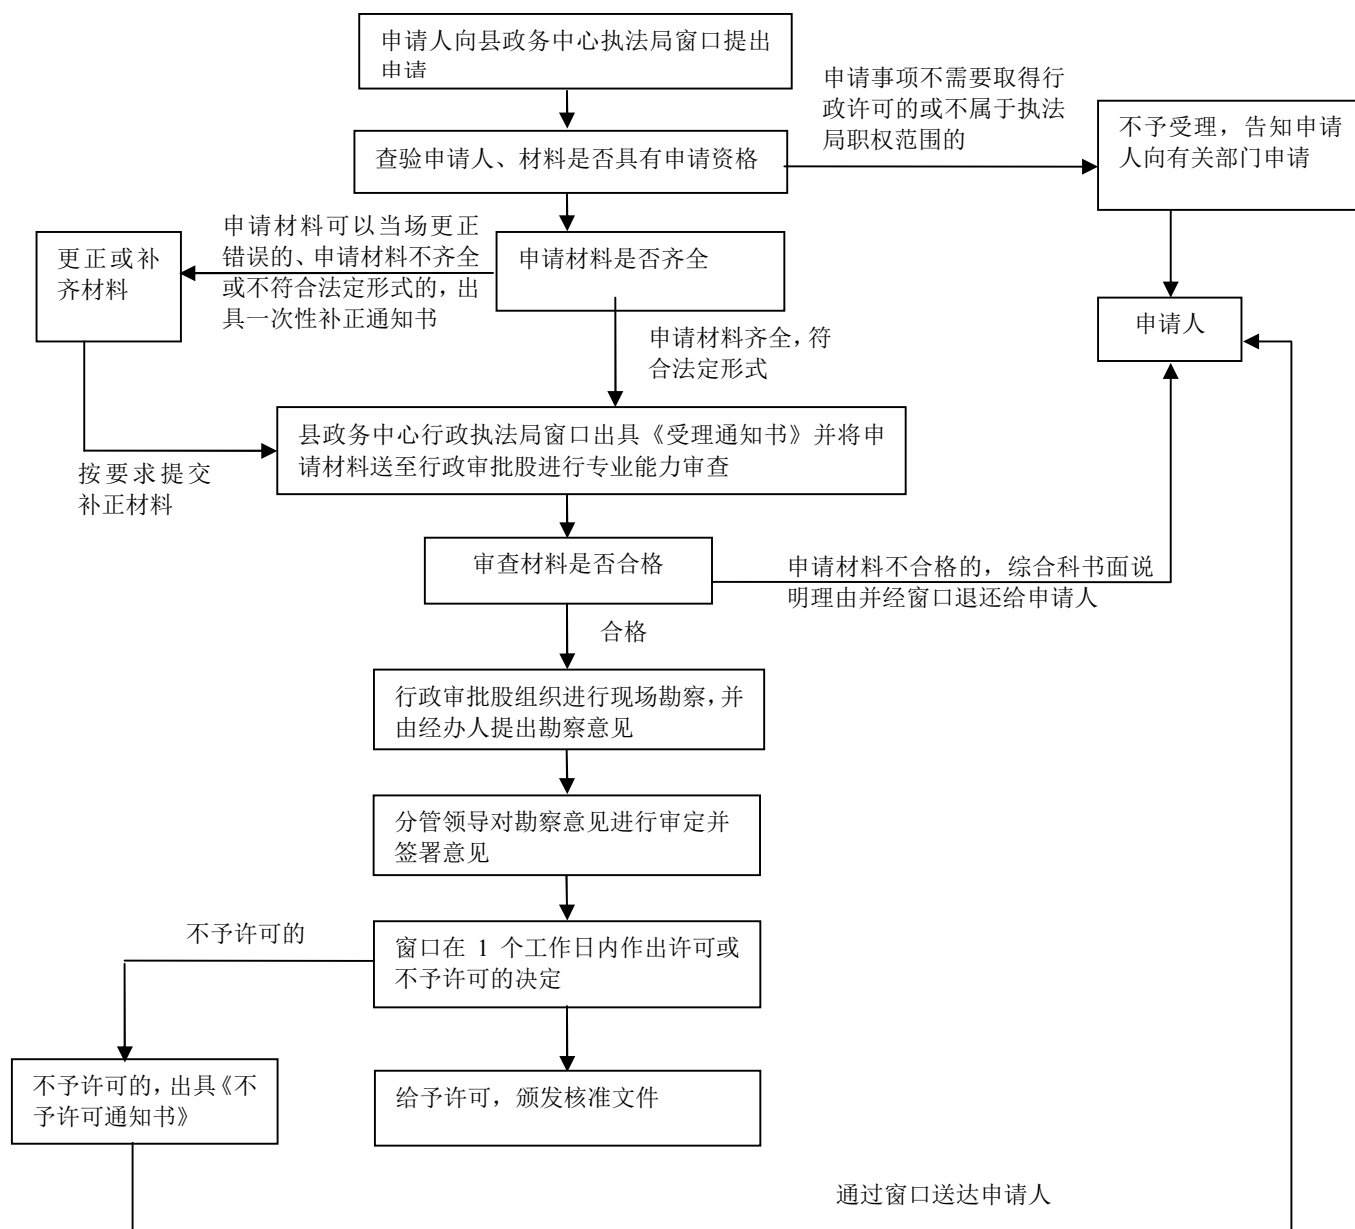 申请人向县政务中心执法局窗口提出
申请
申请事项不需要取得行
政许可的或不属于执法
局职权范围的
不予受理，告知申请
人向有关部门申请
查验申请人、材料是否具有申请资格
申请材料可以当场更正
错误的、申请材料不齐全
或不符合法定形式的，出
具一次性补正通知书
更正或补
齐材料
申请材料是否齐全
申请人
申请材料齐全，符
合法定形式
县政务中心行政执法局窗口出具《受理通知书》并将申
请材料送至行政审批股进行专业能力审查
按要求提交
补正材料
审查材料是否合格
申请材料不合格的，综合科书面说
明理由并经窗口退还给申请人
合格
行政审批股组织进行现场勘察，并
由经办人提出勘察意见
分管领导对勘察意见进行审定并
签署意见
不予许可的
窗口在 1 个工作日内作出许可或
不予许可的决定
不予许可的，出具《不
予许可通知书》
给予许可，颁发核准文件
通过窗口送达申请人